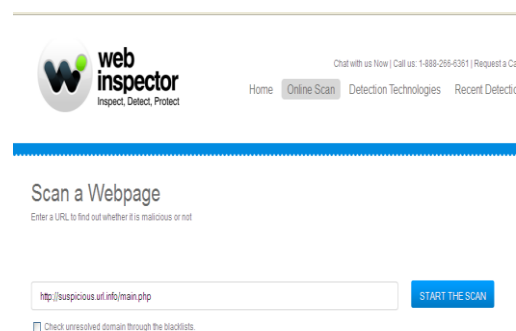 web
inspector
Inspect, Detect, Protect
Chat with us Now | Call us: 1-888-266-6361 | Request a Ca
Home Online Scan Detection Technologies Recent Detectio
Scan a Webpage
Enter a URL to find out whether it is malicious or not
http://suspicious.url.info/main.php
START THE SCAN
Check unresolved domain through the blacklists.